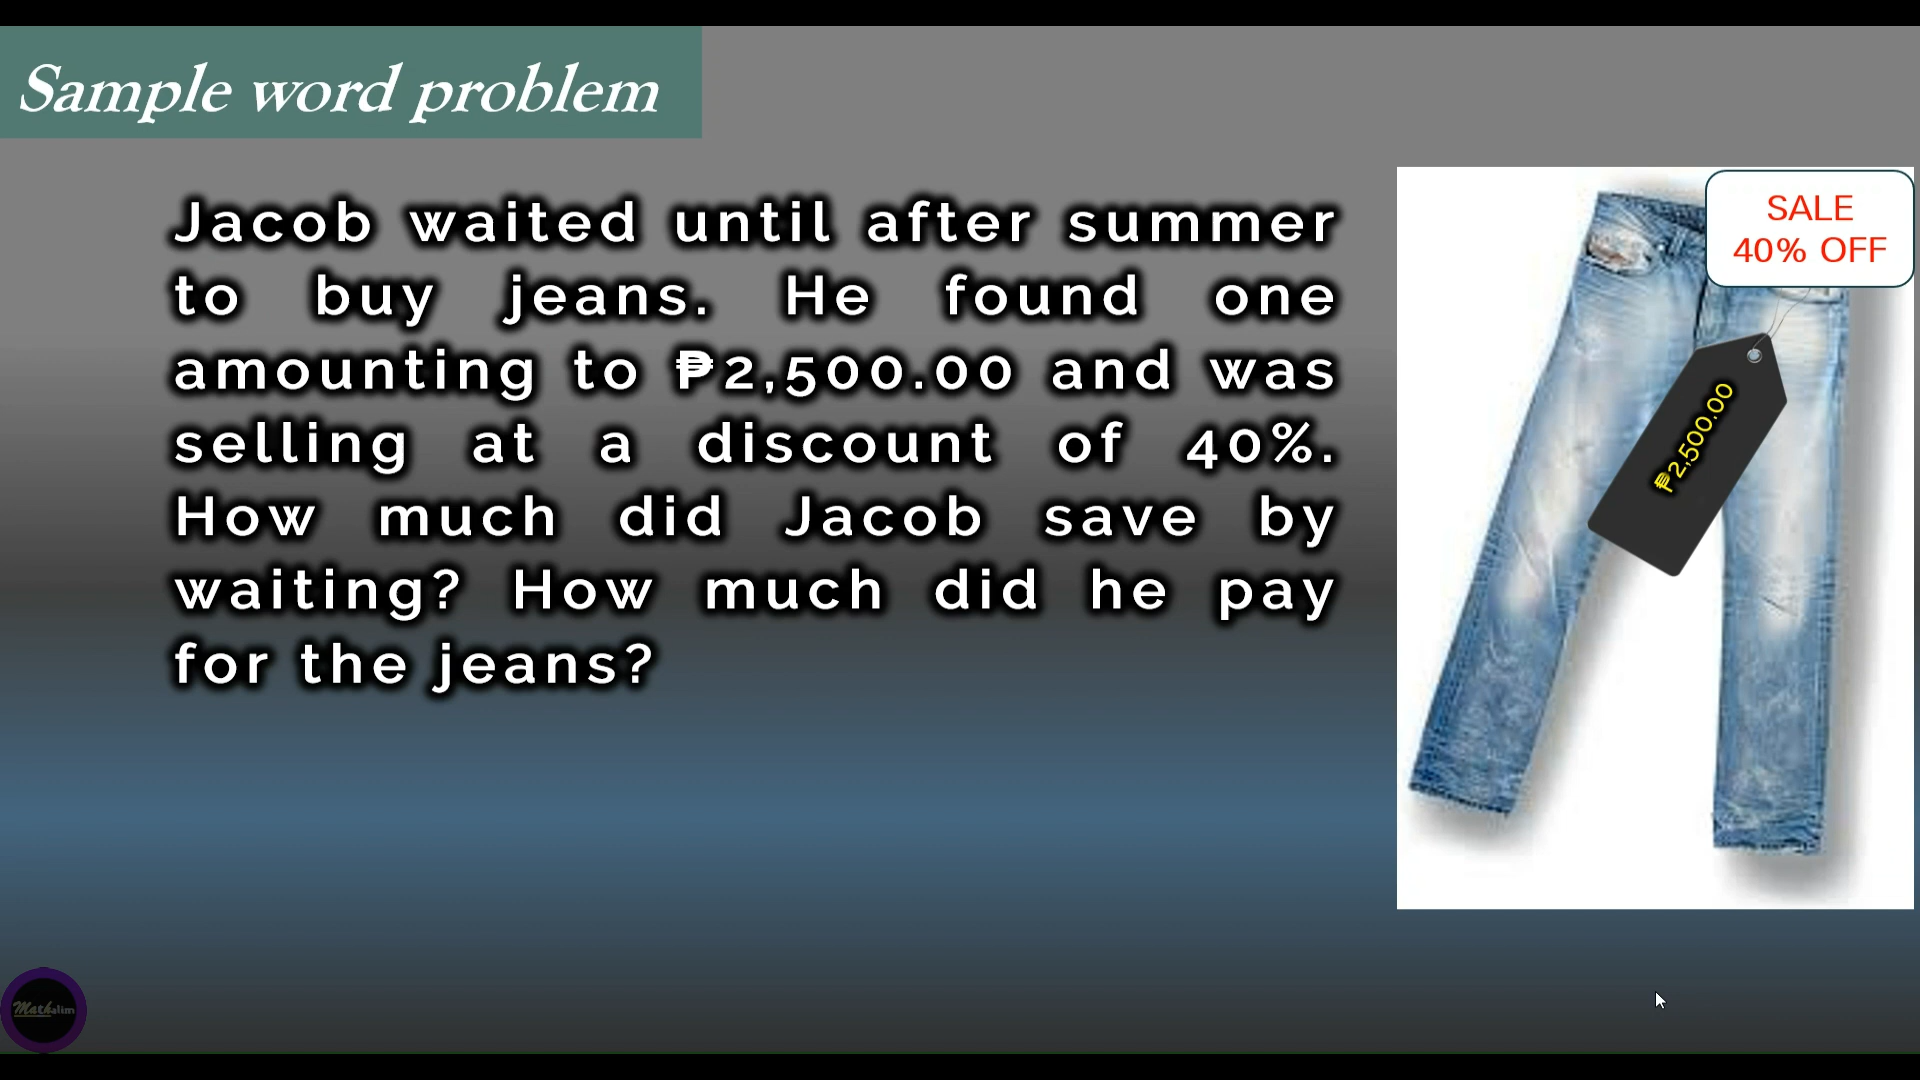 Sample word problem
Jacob waited until after summer
to buy jeans. He found one
amounting to ₱2,500.00 and was
selling at a discount of 40%.
How much did Jacob save by
waiting? How much did he pay
for the jeans?
SALE
40% OFF
₱2,500.00
Mathalim